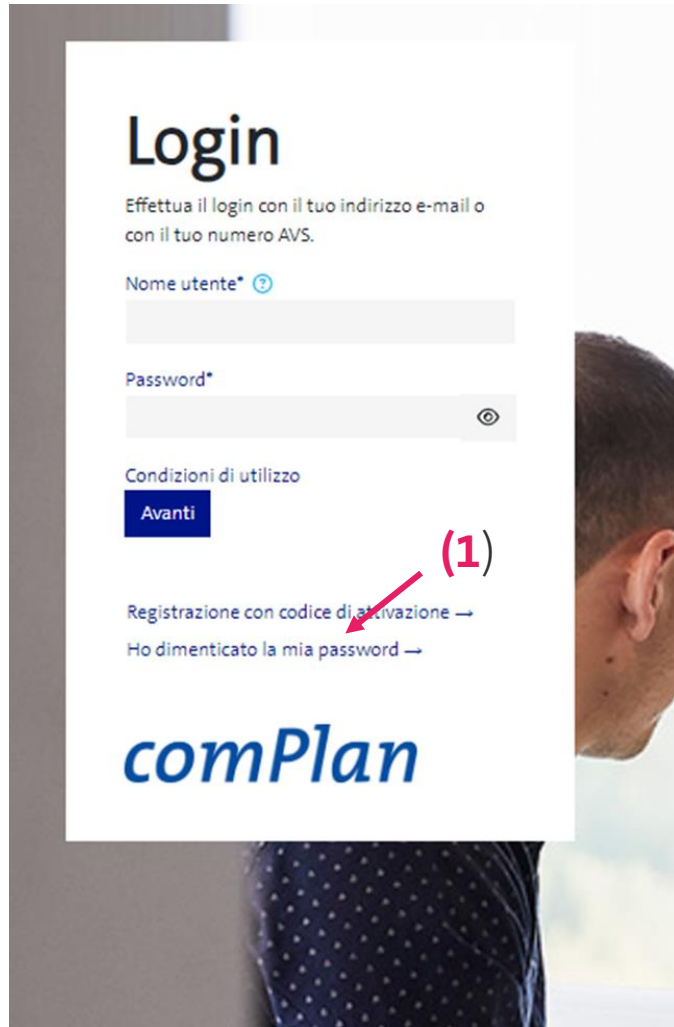 Login
Effettua il login con il tuo indirizzo e-mail o
con il tuo numero AVS.
Nome utente* ?
Password*
Condizioni di utilizzo
Avanti
(1)
Registrazione con codice di attivazione →
Ho dimenticato la mia password →
comPlan